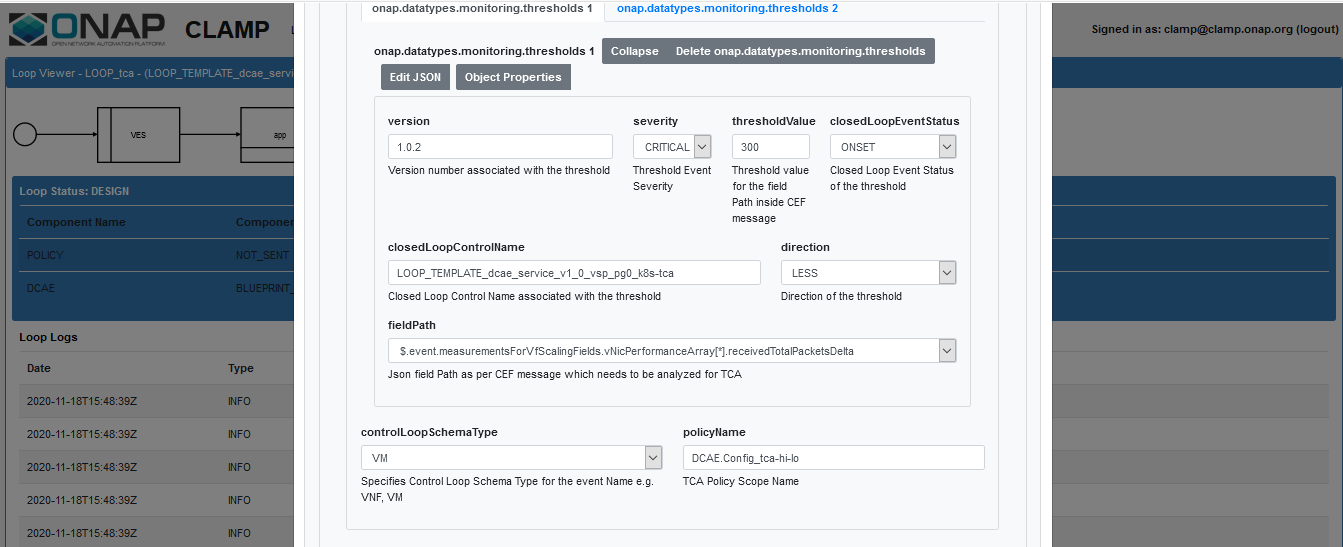 onap.datatypes.monitoring.thresholds 1 onap.datatypes.monitoring.thresholds 2
ONAP
OPEN NETWORK AUTOMATION PLATFORM
CLAMP
Signed in as: clamp@clamp.onap.org (logout)
Loop Viewer - LOOP_tca - (LOOP_TEMPLATE_dcae_servi
VES
app
Loop Status: DESIGN
Component Name Componen
POLICY NOT_SENT
DCAE BLUEPRINT_
Loop Logs
Date Type
2020-11-18T15:48:39Z INFO
2020-11-18T15:48:39Z INFO
2020-11-18T15:48:39Z INFO
2020-11-18T15:48:39Z INFO
2020-11-18T15:48:39Z INFO
onap.datatypes.monitoring.thresholds 1 Collapse Delete onap.datatypes.monitoring.thresholds
Edit JSON Object Properties
version severity thresholdValue closedLoopEventStatus
1.0.2 CRITICAL 300 ONSET
Version number associated with the threshold
Threshold Event
Severity
Threshold value
for the field
Path inside CEF
message
Closed Loop Event Status
of the threshold
closedLoopControlName direction
LOOP_TEMPLATE_dcae_service_v1_0_vsp_pg0_k8s-tca LESS
Closed Loop Control Name associated with the threshold Direction of the threshold
fieldPath
$.event.measurementsForVfScalingFields.vNicPerformanceArray[*].receivedTotalPacketsDelta
Json field Path as per CEF message which needs to be analyzed for TCA
controlLoopSchemaType policyName
VM DCAE.Config_tca-hi-lo
Specifies Control Loop Schema Type for the event Name e.g.
VNF, VM
TCA Policy Scope Name